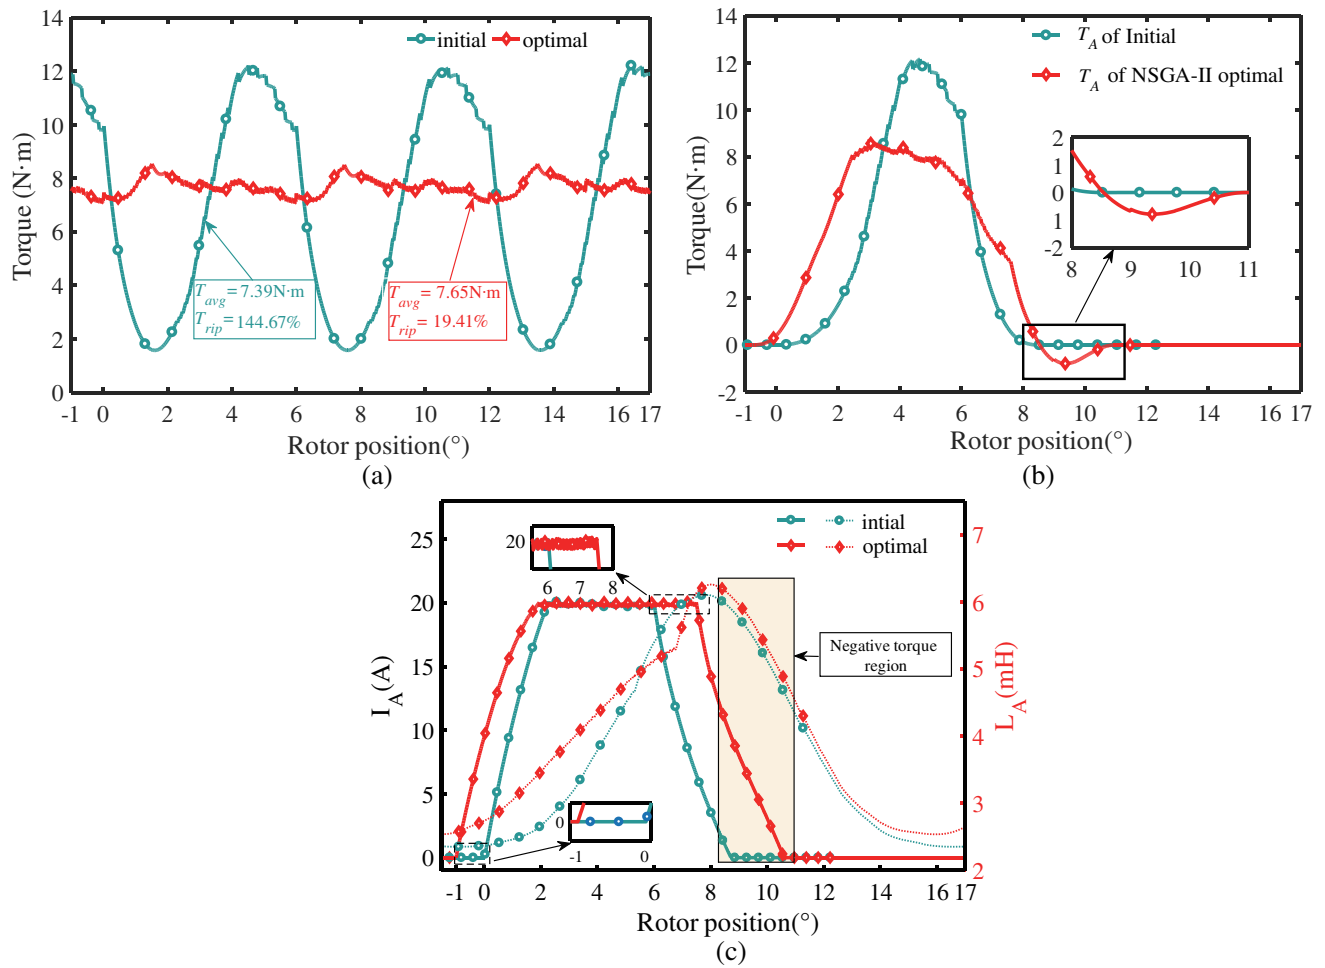 14
12
10
8
6
4
2
0
Torque (N·m)
initial
optimal
T_avg = 7.39N·m
T_rip = 144.67%
T_avg = 7.65N·m
T_rip = 19.41%
-1 0 2 4 6 8 10 12 14 16 17
Rotor position(°)
(a)
14
12
10
8
6
4
2
0
-2
Torque(N·m)
T_A of Initial
T_A of NSGA-II optimal
2
1
0
1
-2
8 9 10 11
-1 0 2 4 6 8 10 12 14 16 17
Rotor position(°)
(b)
25
20
15
10
5
0
I_A(A)
intial
optimal
20
6 7 8
Negative torque
region
0
-1 0
7
6
5
4
3
2
L_A(mH)
-1 0 2 4 6 8 10 12 14 16 17
Rotor position(°)
(c)